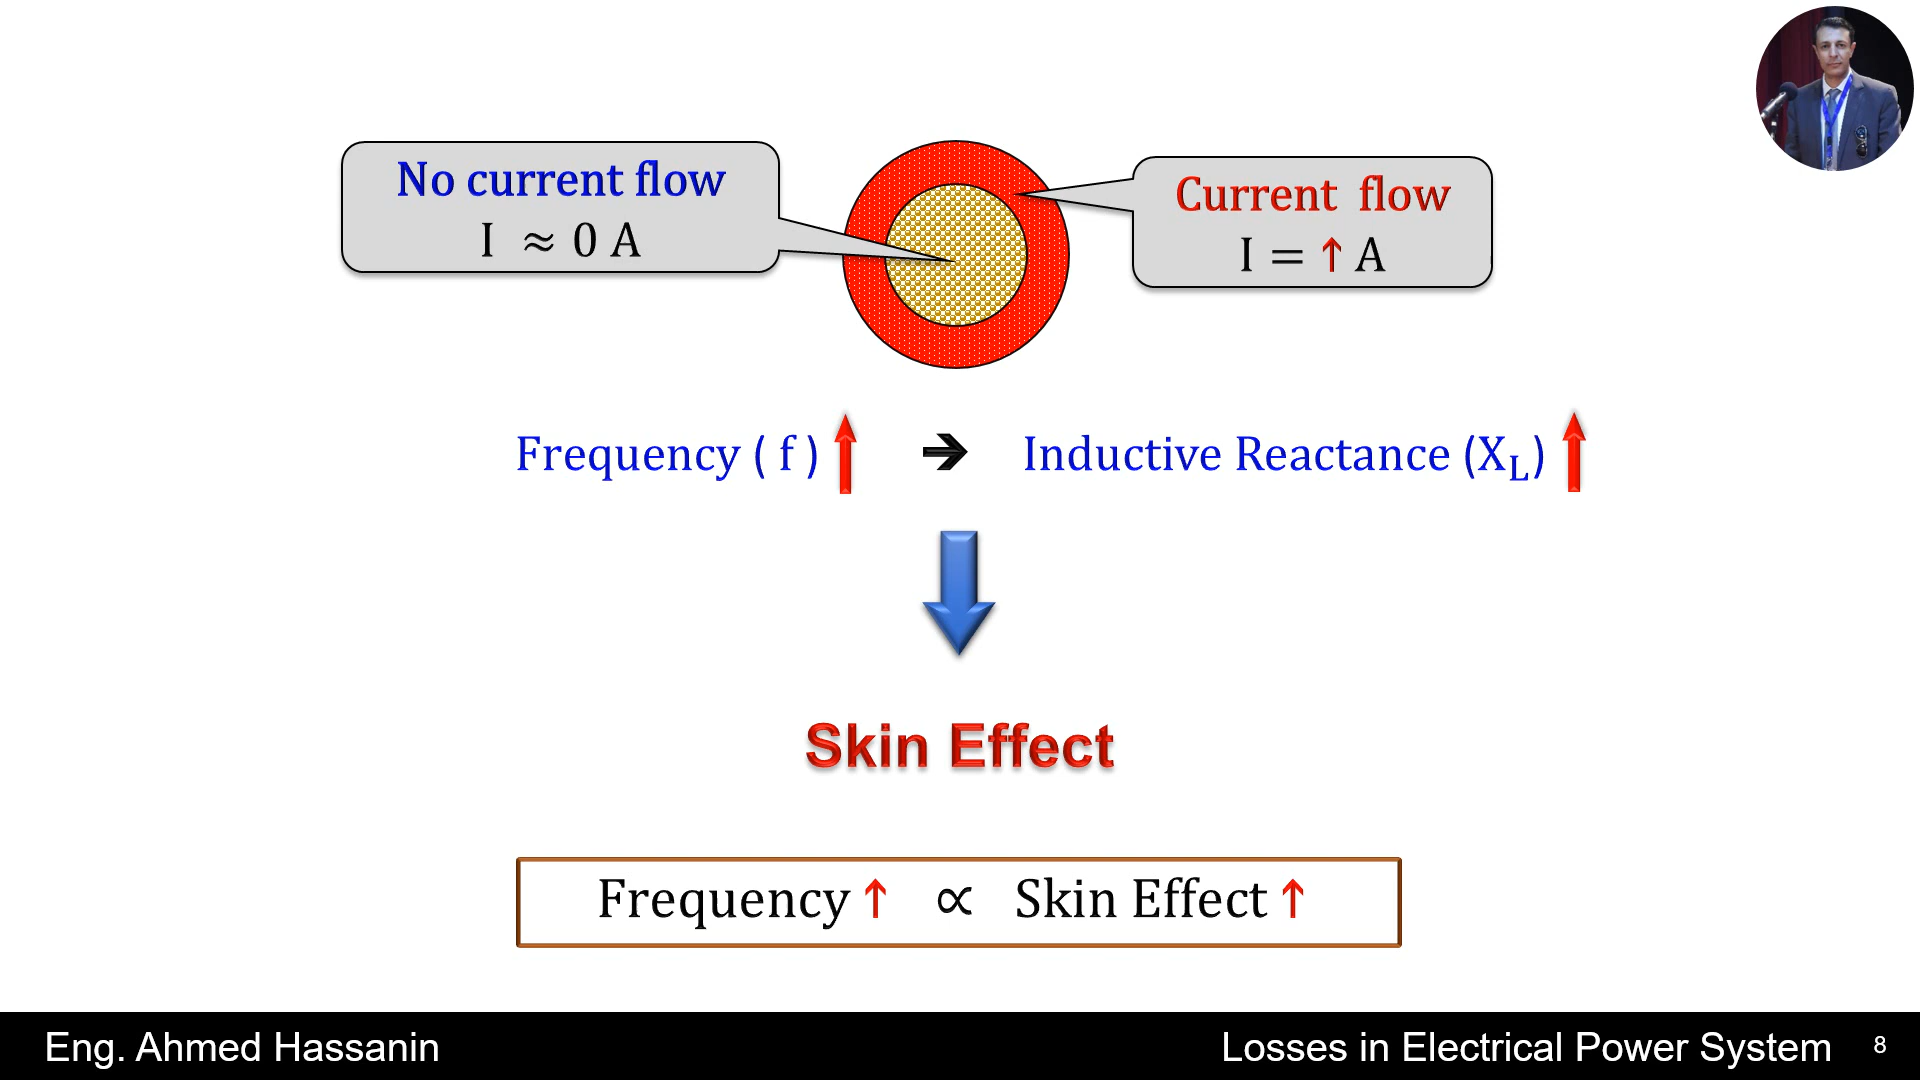 No current flow
I ≈ 0 A
Current flow
I = ↑ A
Frequency ( f ) ↑ ➔ Inductive Reactance (X_L) ↑
Skin Effect
Frequency ↑ ∝ Skin Effect ↑
Eng. Ahmed Hassanin
Losses in Electrical Power System 8